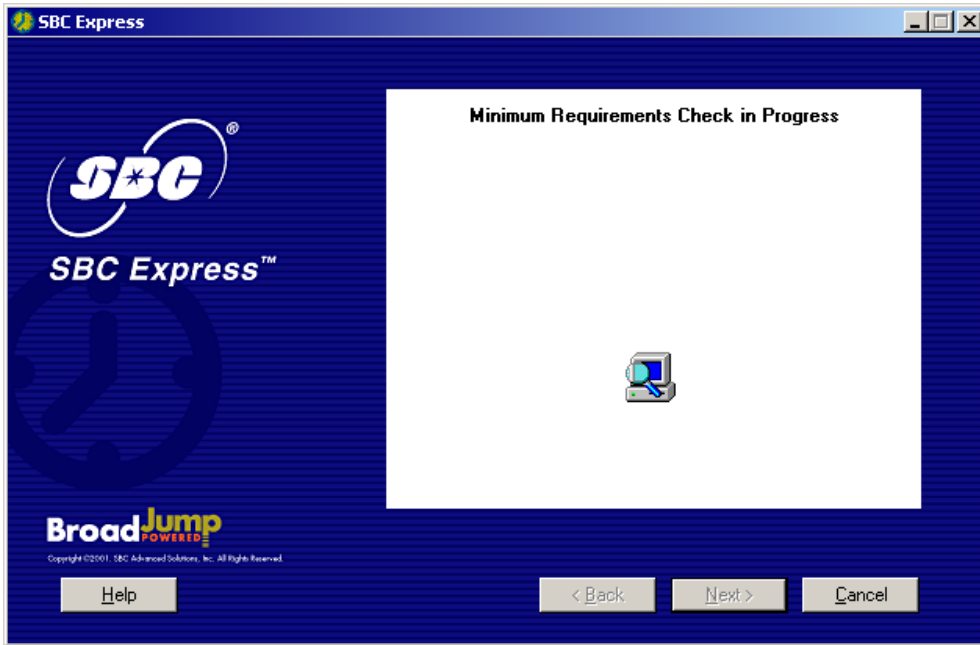 SBC Express
Minimum Requirements Check in Progress
SBC®
SBC Express™
BroadJump
POWERED
Copyright ©2001, SBC Advanced Solutions, Inc. All Rights Reserved.
Help
< Back
Next >
Cancel